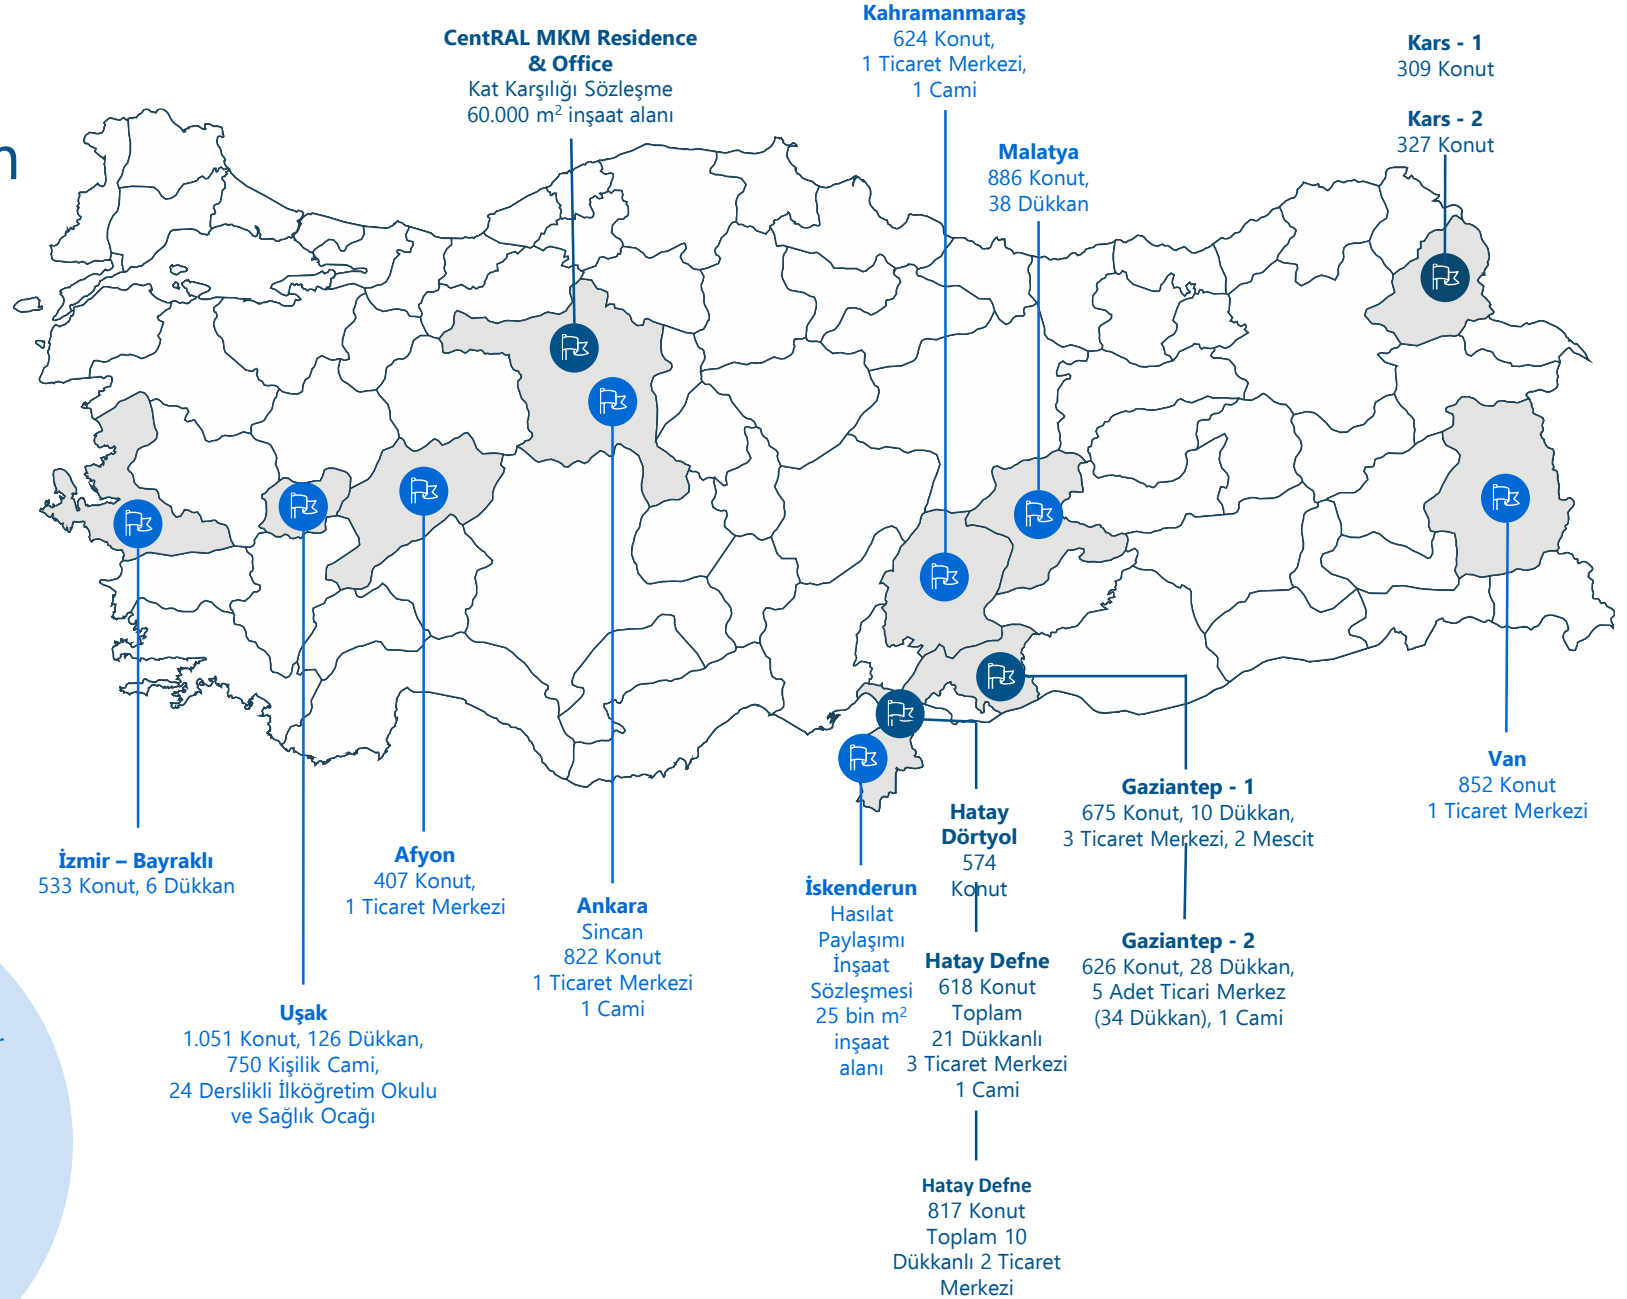 CentRAL MKM Residence
& Office
Kat Karşılığı Sözleşme
60.000 m² inşaat alanı
Kahramanmaraş
624 Konut,
1 Ticaret Merkezi,
1 Cami
Malatya
886 Konut,
38 Dükkan
Kars - 1
309 Konut
Kars - 2
327 Konut
İzmir – Bayraklı
533 Konut, 6 Dükkan
Uşak
1.051 Konut, 126 Dükkan,
750 Kişilik Cami,
24 Derslikli İlköğretim Okulu
ve Sağlık Ocağı
Afyon
407 Konut,
1 Ticaret Merkezi
Ankara
Sincan
822 Konut
1 Ticaret Merkezi
1 Cami
İskenderun
Hasılat
Paylaşımı
İnşaat
Sözleşmesi
25 bin m²
inşaat
alanı
Hatay
Dörtyol
574
Konut
Hatay Defne
618 Konut
Toplam
21 Dükkanlı
3 Ticaret Merkezi
1 Cami
Hatay Defne
817 Konut
Toplam 10
Dükkanlı 2 Ticaret
Merkezi
Gaziantep - 1
675 Konut, 10 Dükkan,
3 Ticaret Merkezi, 2 Mescit
Gaziantep - 2
626 Konut, 28 Dükkan,
5 Adet Ticari Merkez
(34 Dükkan), 1 Cami
Van
852 Konut
1 Ticaret Merkezi